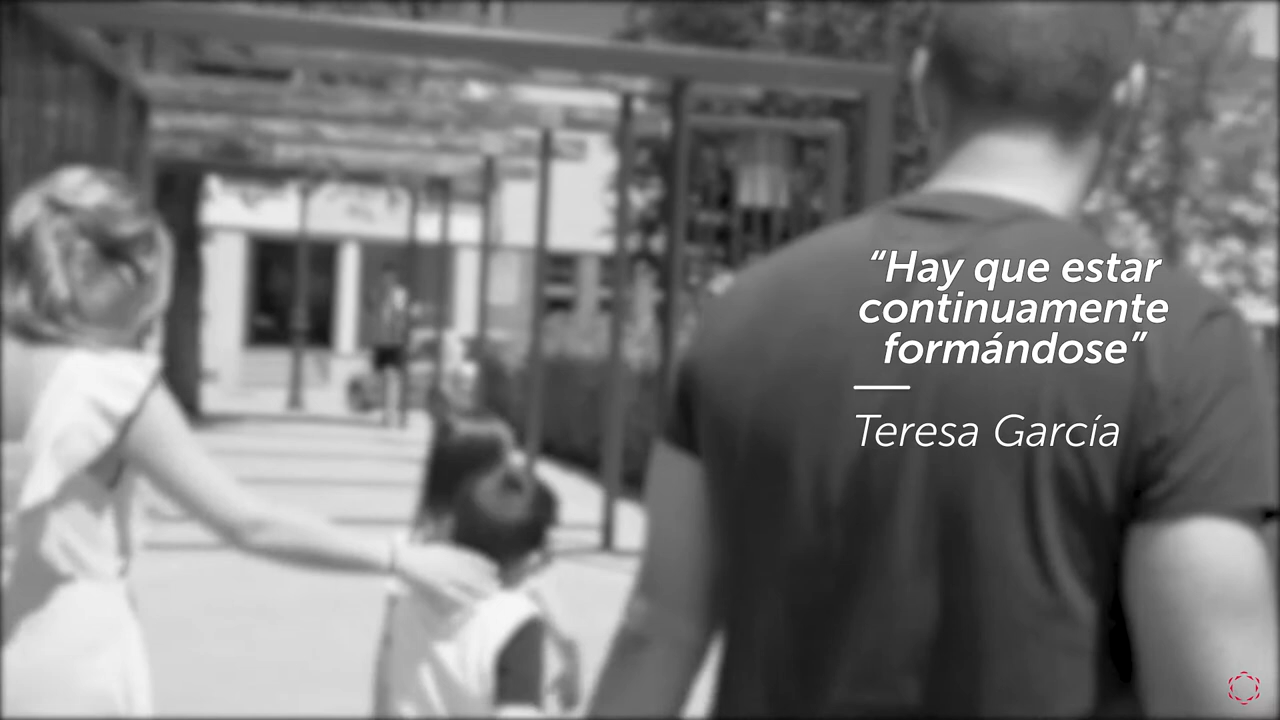 “Hay que estar
continuamente
formándose”
Teresa García